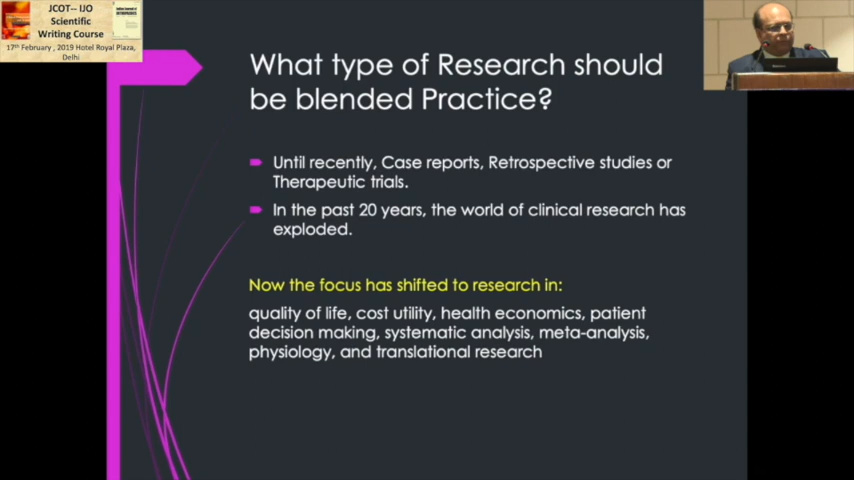 JCOT-- IJO
Scientific
Writing Course
17th February , 2019 Hotel Royal Plaza,
Delhi
What type of Research should
be blended Practice?
Until recently, Case reports, Retrospective studies or
Therapeutic trials.
In the past 20 years, the world of clinical research has
exploded.
Now the focus has shifted to research in:
quality of life, cost utility, health economics, patient
decision making, systematic analysis, meta-analysis,
physiology, and translational research